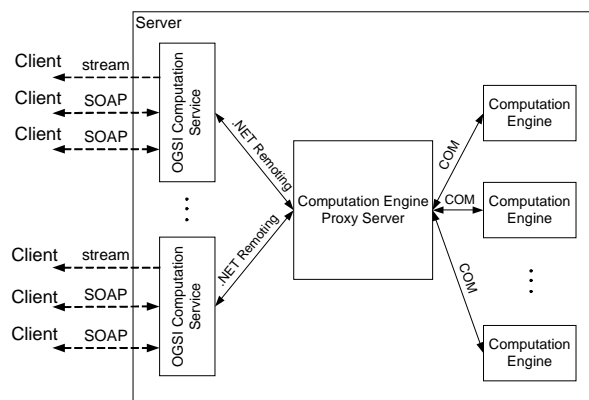 Server
Client
stream
Client
SOAP
Client
SOAP
OGSI Computation
Service
.NET Remoting
Computation Engine
Proxy Server
COM
Computation
Engine
COM
Computation
Engine
COM
Computation
Engine
Client
stream
Client
SOAP
Client
SOAP
OGSI Computation
Service
.NET Remoting